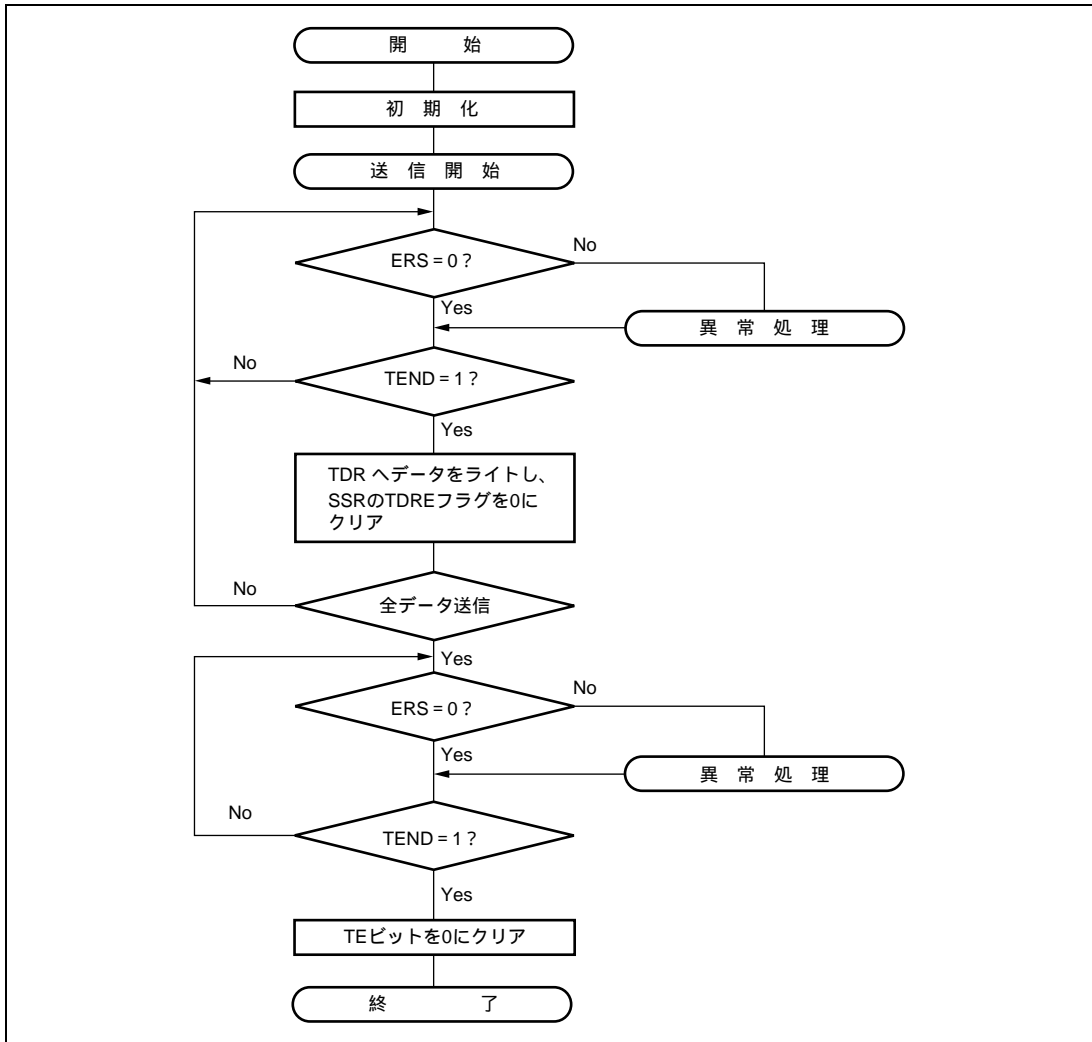 開 始
初 期 化
送 信 開 始
ERS = 0 ?
No
Yes
異 常 処 理
No
TEND = 1 ?
Yes
TDR へデータをライトし、
SSRのTDREフラグを0に
クリア
No
全データ送信
Yes
ERS = 0 ?
No
Yes
異 常 処 理
No
TEND = 1 ?
Yes
TEビットを0にクリア
終 了